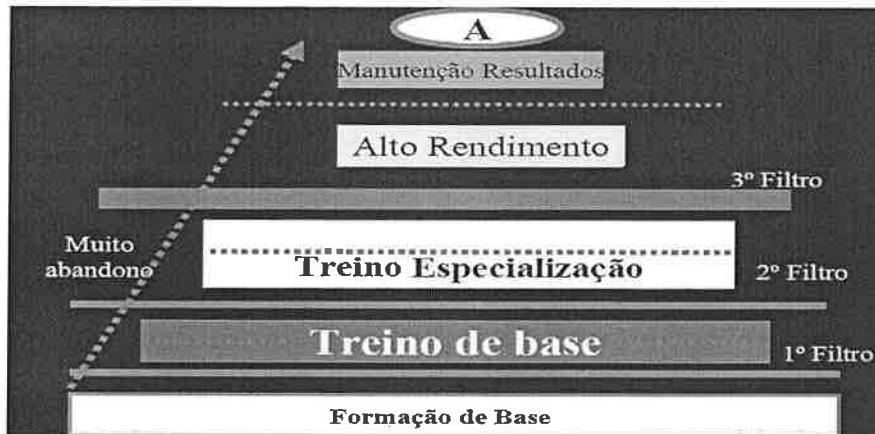 A
Manutenção Resultados
Alto Rendimento
3º Filtro
Muito
abandono
Treino Especialização
2º Filtro
Treino de base
1º Filtro
Formação de Base